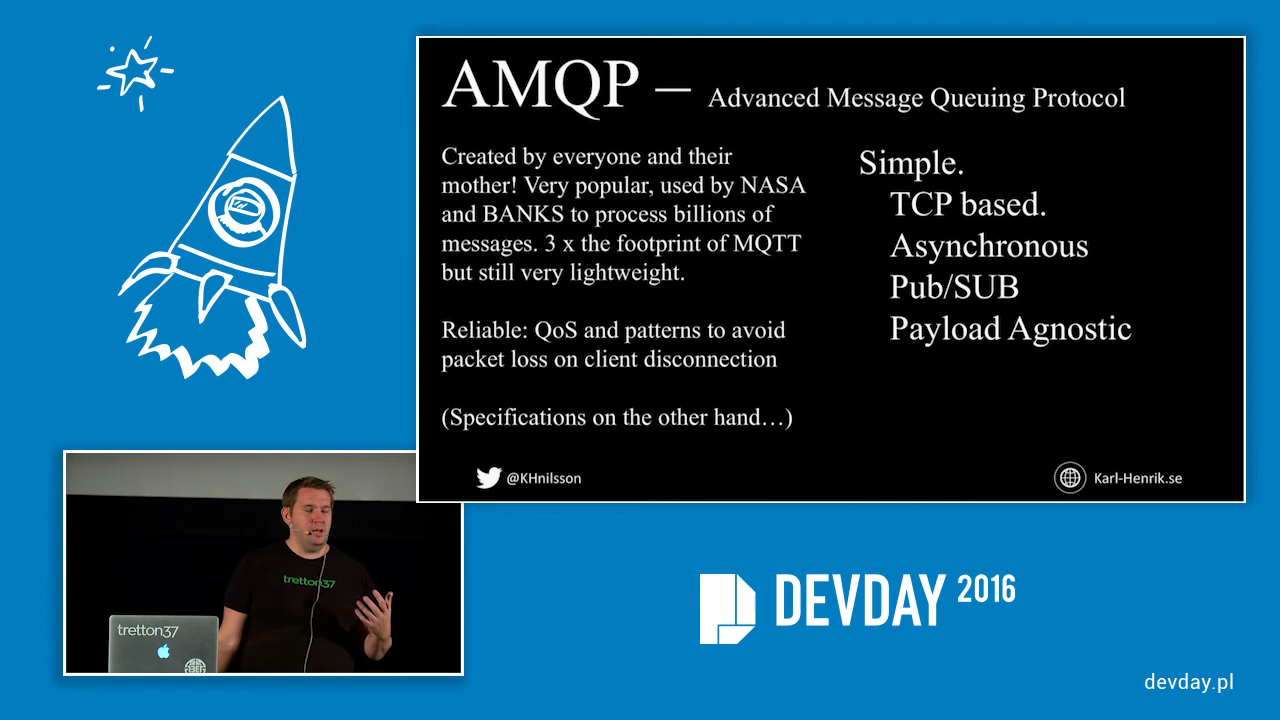 AMQP – Advanced Message Queuing Protocol
Created by everyone and their
mother! Very popular, used by NASA
and BANKS to process billions of
messages. 3 x the footprint of MQTT
but still very lightweight.
Reliable: QoS and patterns to avoid
packet loss on client disconnection
(Specifications on the other hand…)
Simple.
TCP based.
Asynchronous
Pub/SUB
Payload Agnostic
@KHnilsson
Karl-Henrik.se
tretton37
tretton37
DEVDAY 2016
devday.pl